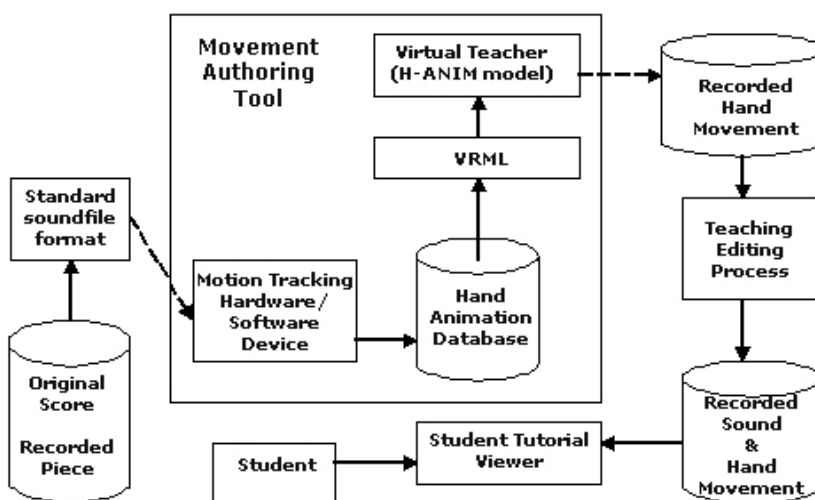 Movement
Authoring
Tool
Virtual Teacher
(H-ANIM model)
Recorded
Hand
Movement
VRML
Standard
soundfile
format
Teaching
Editing
Process
Motion Tracking
Hardware/
Software
Device
Hand
Animation
Database
Original
Score
Recorded
Piece
Recorded
Sound
&
Hand
Movement
Student Tutorial
Viewer
Student